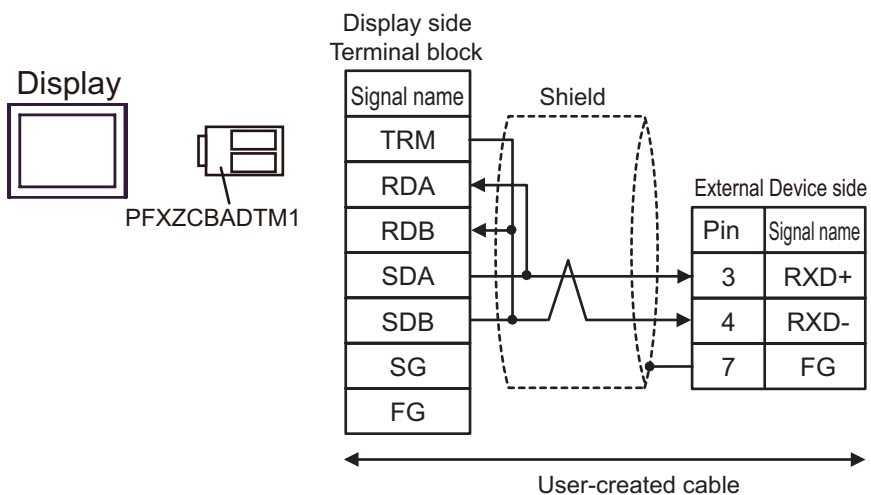 Display side
Terminal block
Display
PFXZCBADTM1
Signal name
TRM
RDA
RDB
SDA
SDB
SG
FG
Shield
External Device side
Pin Signal name
3 RXD+
4 RXD-
7 FG
User-created cable